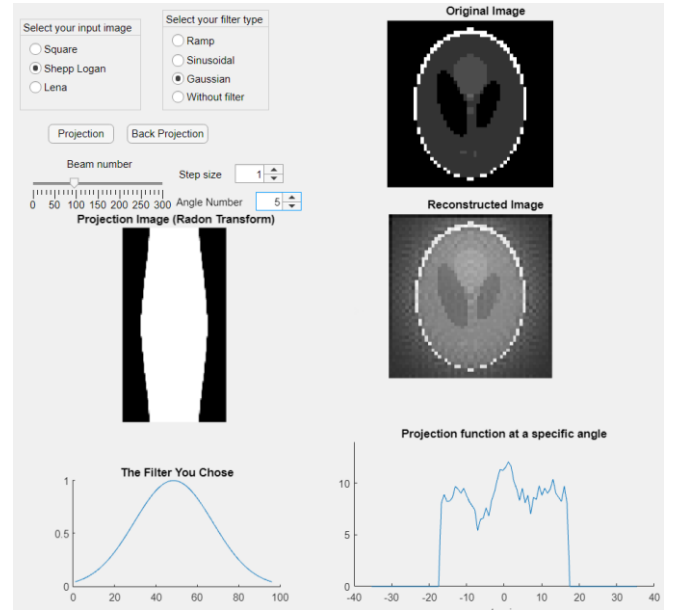 Select your input image
Square
Shepp Logan
Lena
Select your filter type
Ramp
Sinusoidal
Gaussian
Without filter
Projection
Back Projection
Beam number
0 50 100 150 200 250 300
Step size 1
Angle Number 5
Projection Image (Radon Transform)
Original Image
Reconstructed Image
The Filter You Chose
1
0.5
0
0 20 40 60 80 100
Projection function at a specific angle
10
5
0
-40 -30 -20 -10 0 10 20 30 40